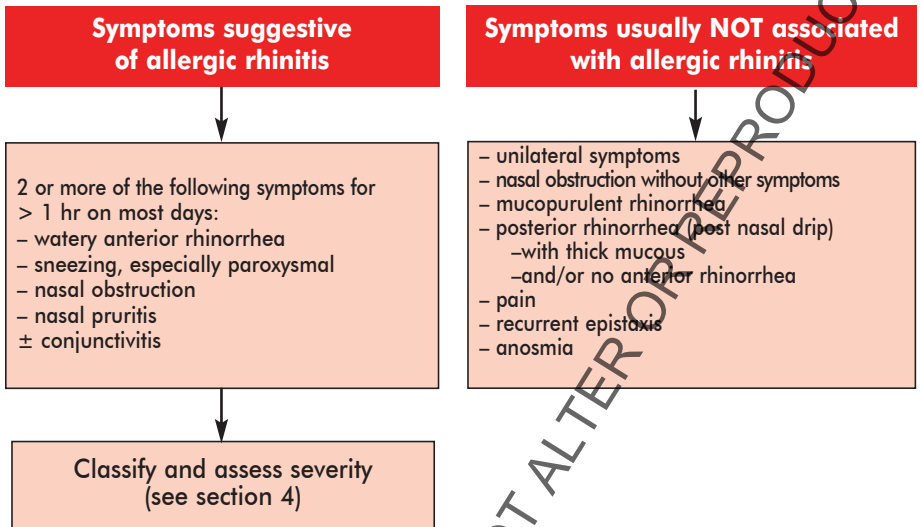 Symptoms suggestive
of allergic rhinitis
2 or more of the following symptoms for
> 1 hr on most days:
– watery anterior rhinorrhea
– sneezing, especially paroxysmal
– nasal obstruction
– nasal pruritis
± conjunctivitis
Classify and assess severity
(see section 4)
Symptoms usually NOT associated
with allergic rhinitis
– unilateral symptoms
– nasal obstruction without other symptoms
– mucopurulent rhinorrhea
– posterior rhinorrhea (post nasal drip)
–with thick mucous
–and/or no anterior rhinorrhea
– pain
– recurrent epistaxis
– anosmia
ALTER OR